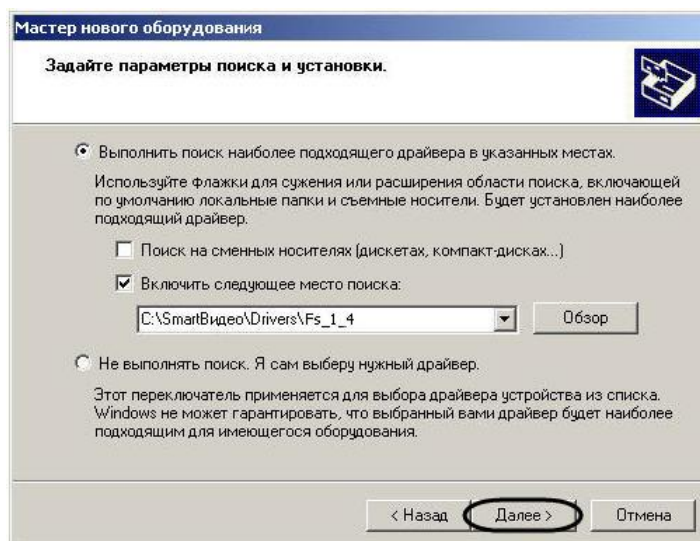 Мастер нового оборудования
Задайте параметры поиска и установки.
Выполнить поиск наиболее подходящего драйвера в указанных местах.
Используйте флажки для сужения или расширения области поиска, включающей
по умолчанию локальные папки и съемные носители. Будет установлен наиболее
подходящий драйвер.
Поиск на сменных носителях (дискетах, компакт-дисках...)
Включить следующее место поиска:
C:\SmartВидео\Drivers\Fs_1_4
Обзор
Не выполнять поиск. Я сам выберу нужный драйвер.
Этот переключатель применяется для выбора драйвера устройства из списка.
Windows не может гарантировать, что выбранный вами драйвер будет наиболее
подходящим для имеющегося оборудования.
< Назад Далее > Отмена